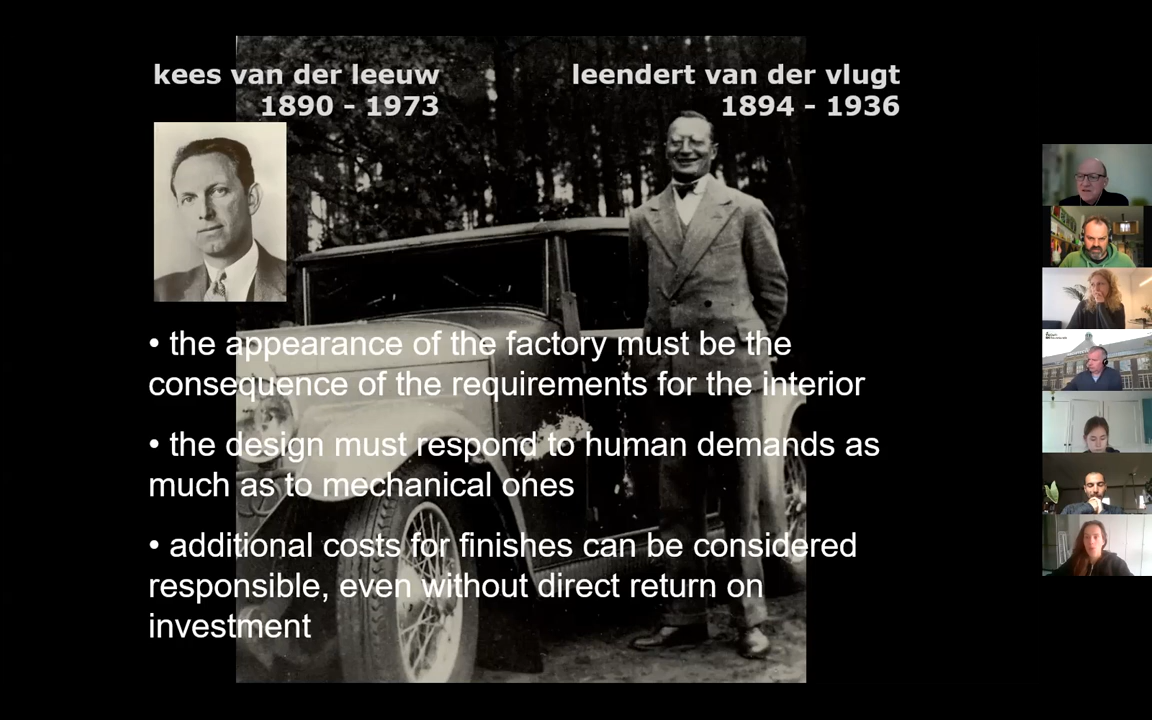 kees van der leeuw
1890 - 1973
leendert van der vlugt
1894 - 1936
• the appearance of the factory must be the
consequence of the requirements for the interior
• the design must respond to human demands as
much as to mechanical ones
• additional costs for finishes can be considered
responsible, even without direct return on
investment